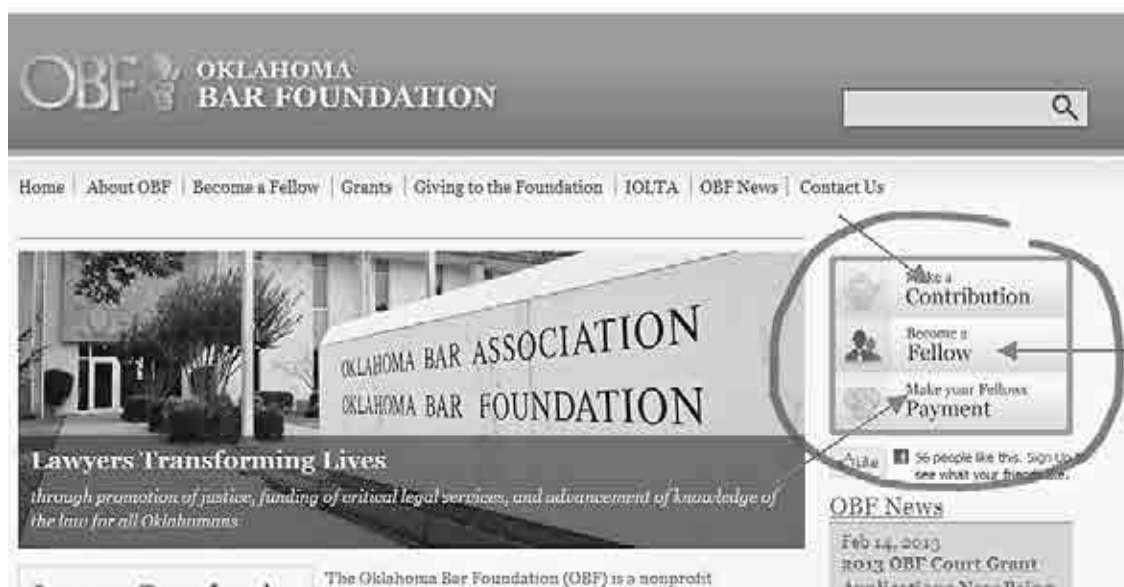 OBF OKLAHOMA
BAR FOUNDATION
Home | About OBF | Become a Fellow | Grants | Giving to the Foundation | IOLTA | OBF News | Contact Us
OKLAHOMA BAR ASSOCIATION
OKLAHOMA BAR FOUNDATION
Lawyers Transforming Lives
through promotion of justice, funding of critical legal services, and advancement of knowledge of
the law for all Oklahomans
Make a
Contribution
Become a
Fellow
Make your Fellows
Payment
Like 56 people like this. Sign Up to
see what your friends like.
OBF News
Feb 14, 2013
2013 OBF Court Grant
The Oklahoma Bar Foundation (OBF) is a nonprofit